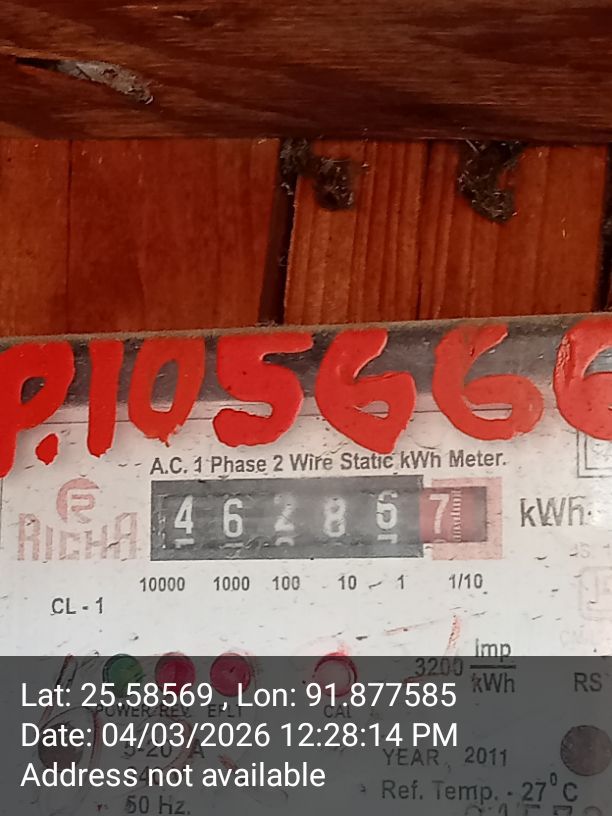 P.105666
A.C. 1 Phase 2 Wire Static kWh Meter.
RICHA
4 6 2 8 6 7 kWh
10000 1000 100 10 1 1/10
CL - 1
3200 imp/kWh
RS
CAL
Lat: 25.58569 , Lon: 91.877585
Date: 04/03/2026 12:28:14 PM
YEAR 2011
Address not available
Ref. Temp. - 27°C
50 Hz.